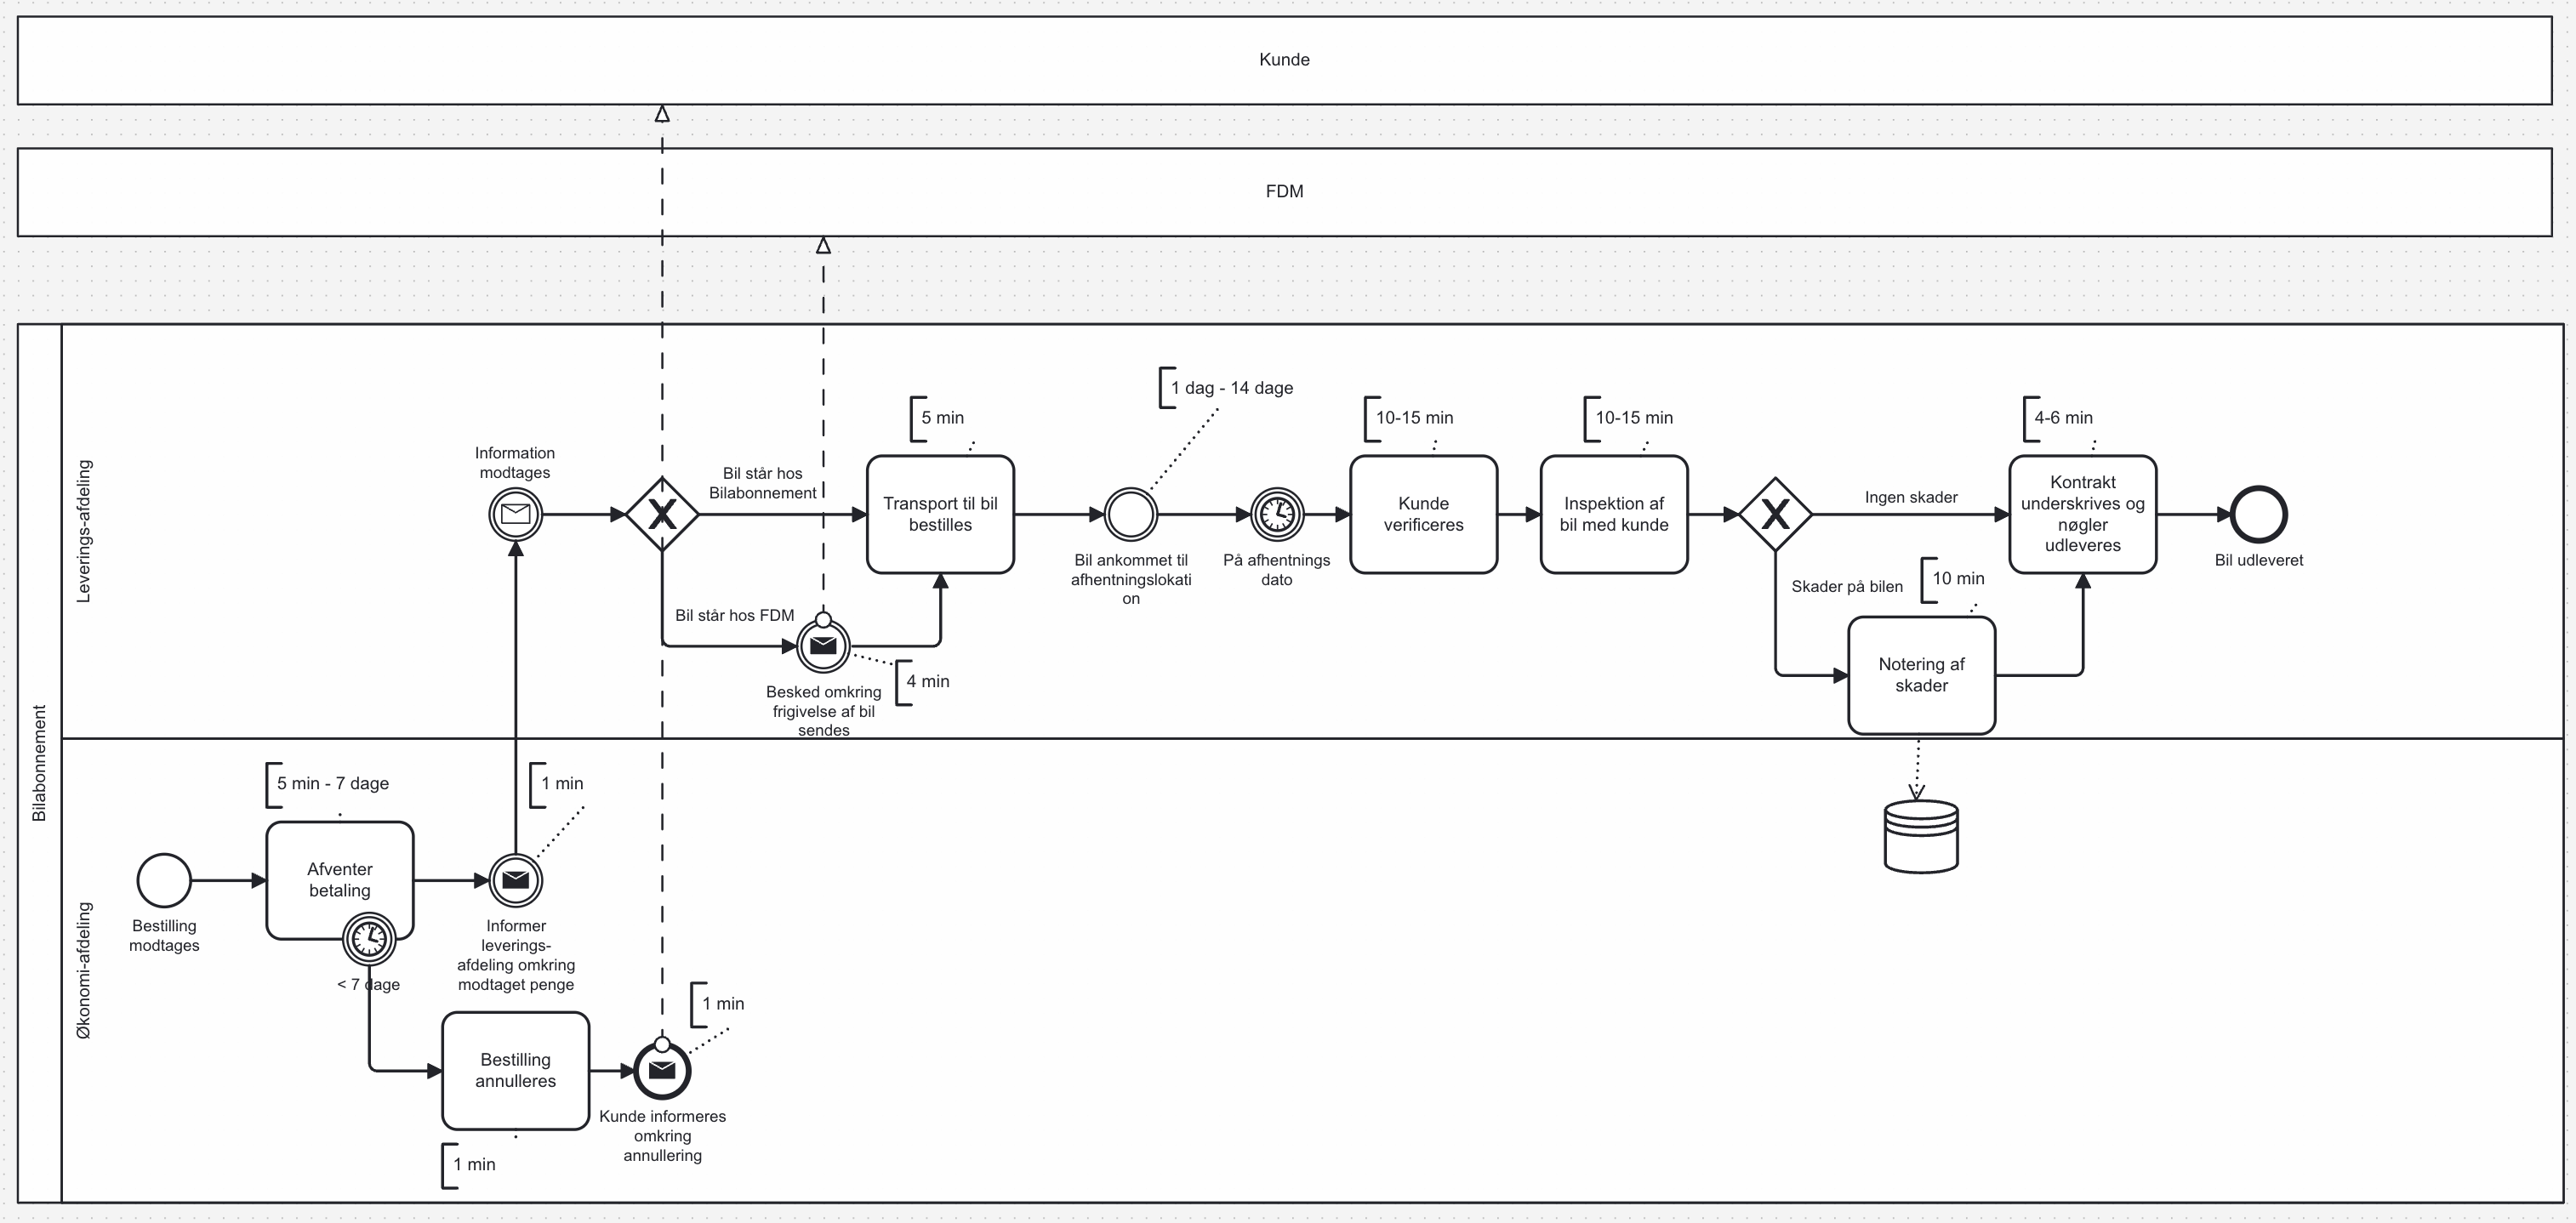 Kunde
FDM
Bilabonnement
Leverings-afdeling
Information
modtages
Bil står hos
Bilabonnement
Bil står hos FDM
Besked omkring
frigivelse af bil
sendes
4 min
5 min
Transport til bil
bestilles
1 dag - 14 dage
Bil ankommet til
afhentningslokati
on
På afhentnings
dato
10-15 min
Kunde
verificeres
10-15 min
Inspektion af
bil med kunde
Ingen skader
Skader på bilen
10 min
Notering af
skader
4-6 min
Kontrakt
underskrives og
nøgler
udleveres
Bil udleveret
Økonomi-afdeling
Bestilling
modtages
5 min - 7 dage
Afventer
betaling
< 7 dage
1 min
Informer
leverings-
afdeling omkring
modtaget penge
Bestilling
annulleres
1 min
1 min
Kunde informeres
omkring
annullering